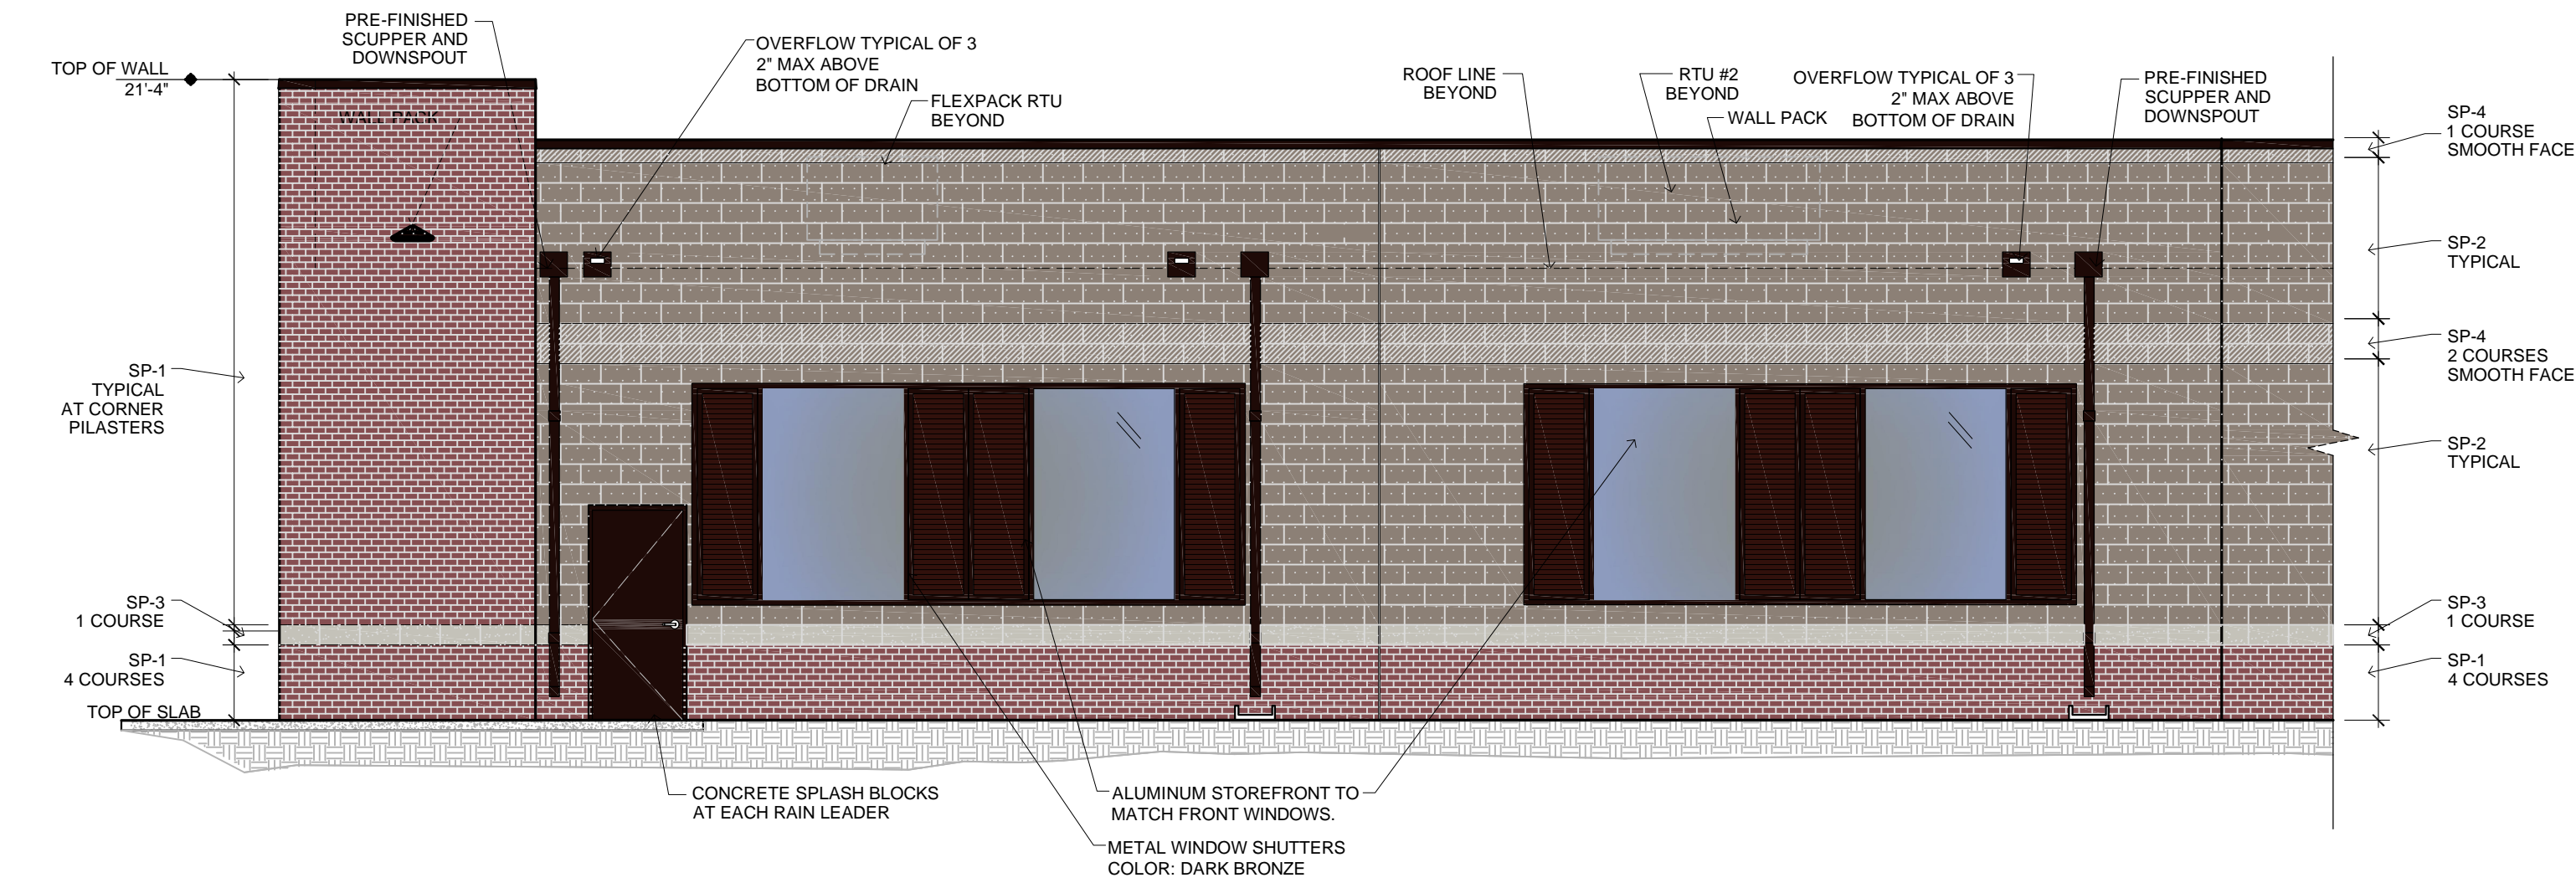 PRE-FINISHED
SCUPPER AND
DOWNSPOUT
TOP OF WALL
21'-4"
OVERFLOW TYPICAL OF 3
2" MAX ABOVE
BOTTOM OF DRAIN
FLEXPACK RTU
BEYOND
WALL PACK
ROOF LINE
BEYOND
RTU #2
BEYOND
WALL PACK
OVERFLOW TYPICAL OF 3
2" MAX ABOVE
BOTTOM OF DRAIN
PRE-FINISHED
SCUPPER AND
DOWNSPOUT
SP-4
1 COURSE
SMOOTH FACE
SP-2
TYPICAL
SP-4
2 COURSES
SMOOTH FACE
SP-2
TYPICAL
SP-3
1 COURSE
SP-1
4 COURSES
SP-1
TYPICAL
AT CORNER
PILASTERS
SP-3
1 COURSE
SP-1
4 COURSES
TOP OF SLAB
CONCRETE SPLASH BLOCKS
AT EACH RAIN LEADER
ALUMINUM STOREFRONT TO
MATCH FRONT WINDOWS.
METAL WINDOW SHUTTERS
COLOR: DARK BRONZE